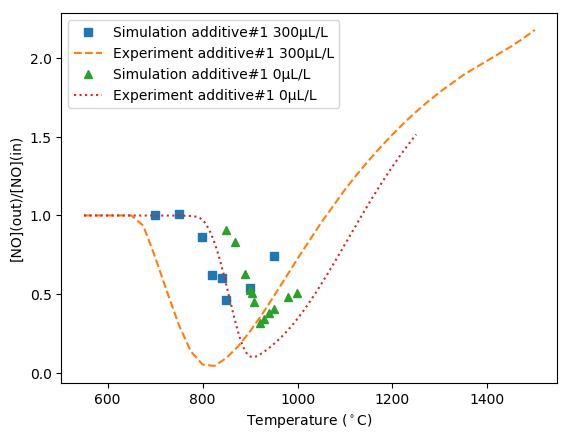 Simulation additive#1 300μL/L
Experiment additive#1 300μL/L
Simulation additive#1 0μL/L
Experiment additive#1 0μL/L
[NO](out)/[NO](in)
2.0
1.5
1.0
0.5
0.0
600 800 1000 1200 1400
Temperature (°C)